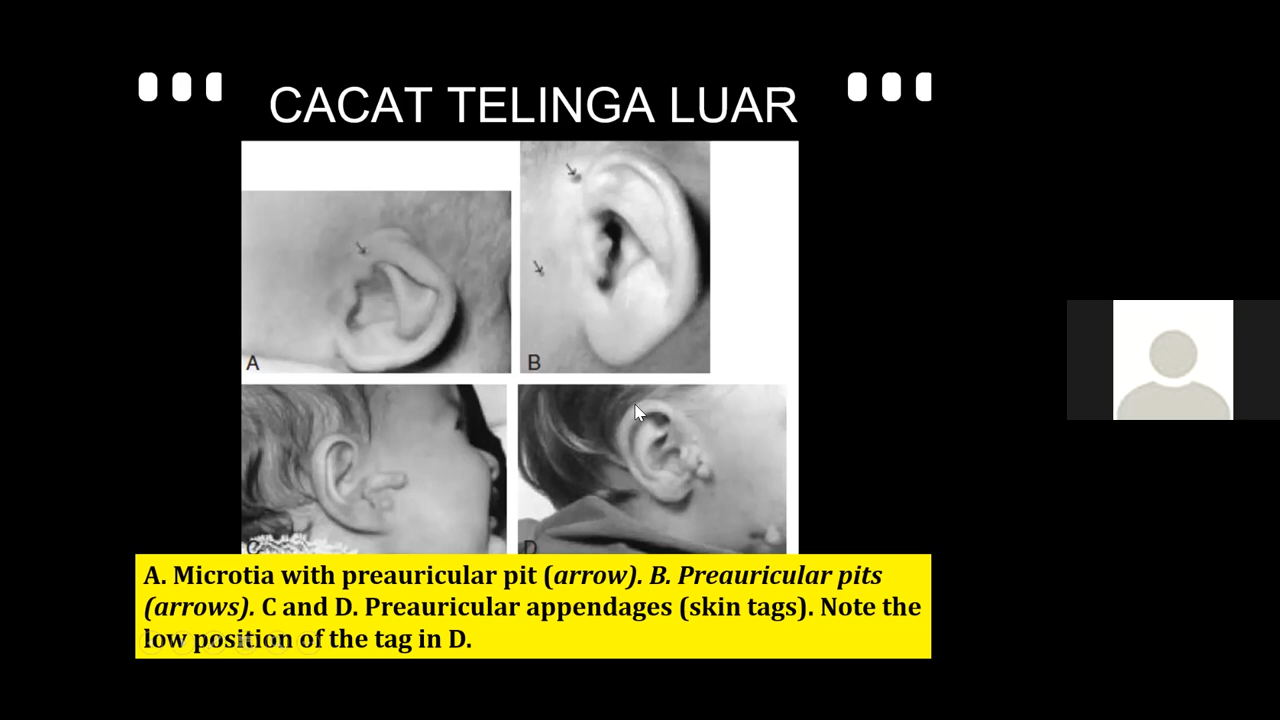 CACAT TELINGA LUAR
A
B
C
D
A. Microtia with preauricular pit (arrow). B. Preauricular pits
(arrows). C and D. Preauricular appendages (skin tags). Note the
low position of the tag in D.